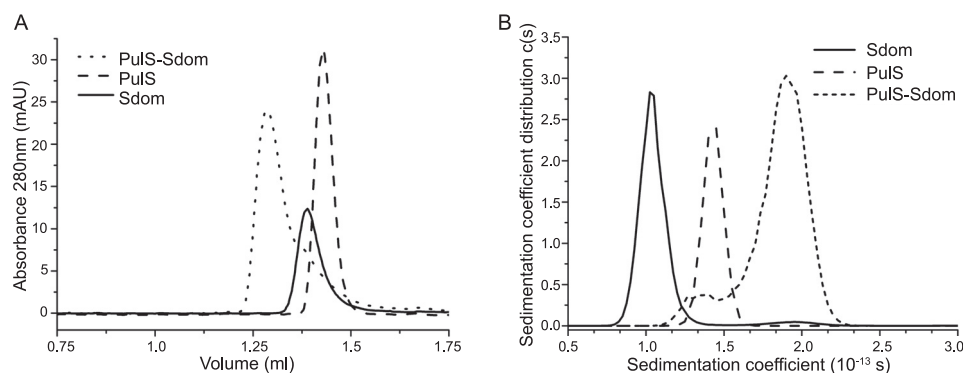 A
PulS-Sdom
PulS
Sdom
Absorbance 280nm (mAU)
30
25
20
15
10
5
0
0.75
1.0
1.25
1.5
1.75
Volume (ml)
B
Sdom
PulS
PulS-Sdom
Sedimentation coefficient distribution c(s)
3.5
3.0
2.5
2.0
1.5
1.0
0.5
0.0
0.5
1.0
1.5
2.0
2.5
3.0
Sedimentation coefficient (10⁻¹³ s)